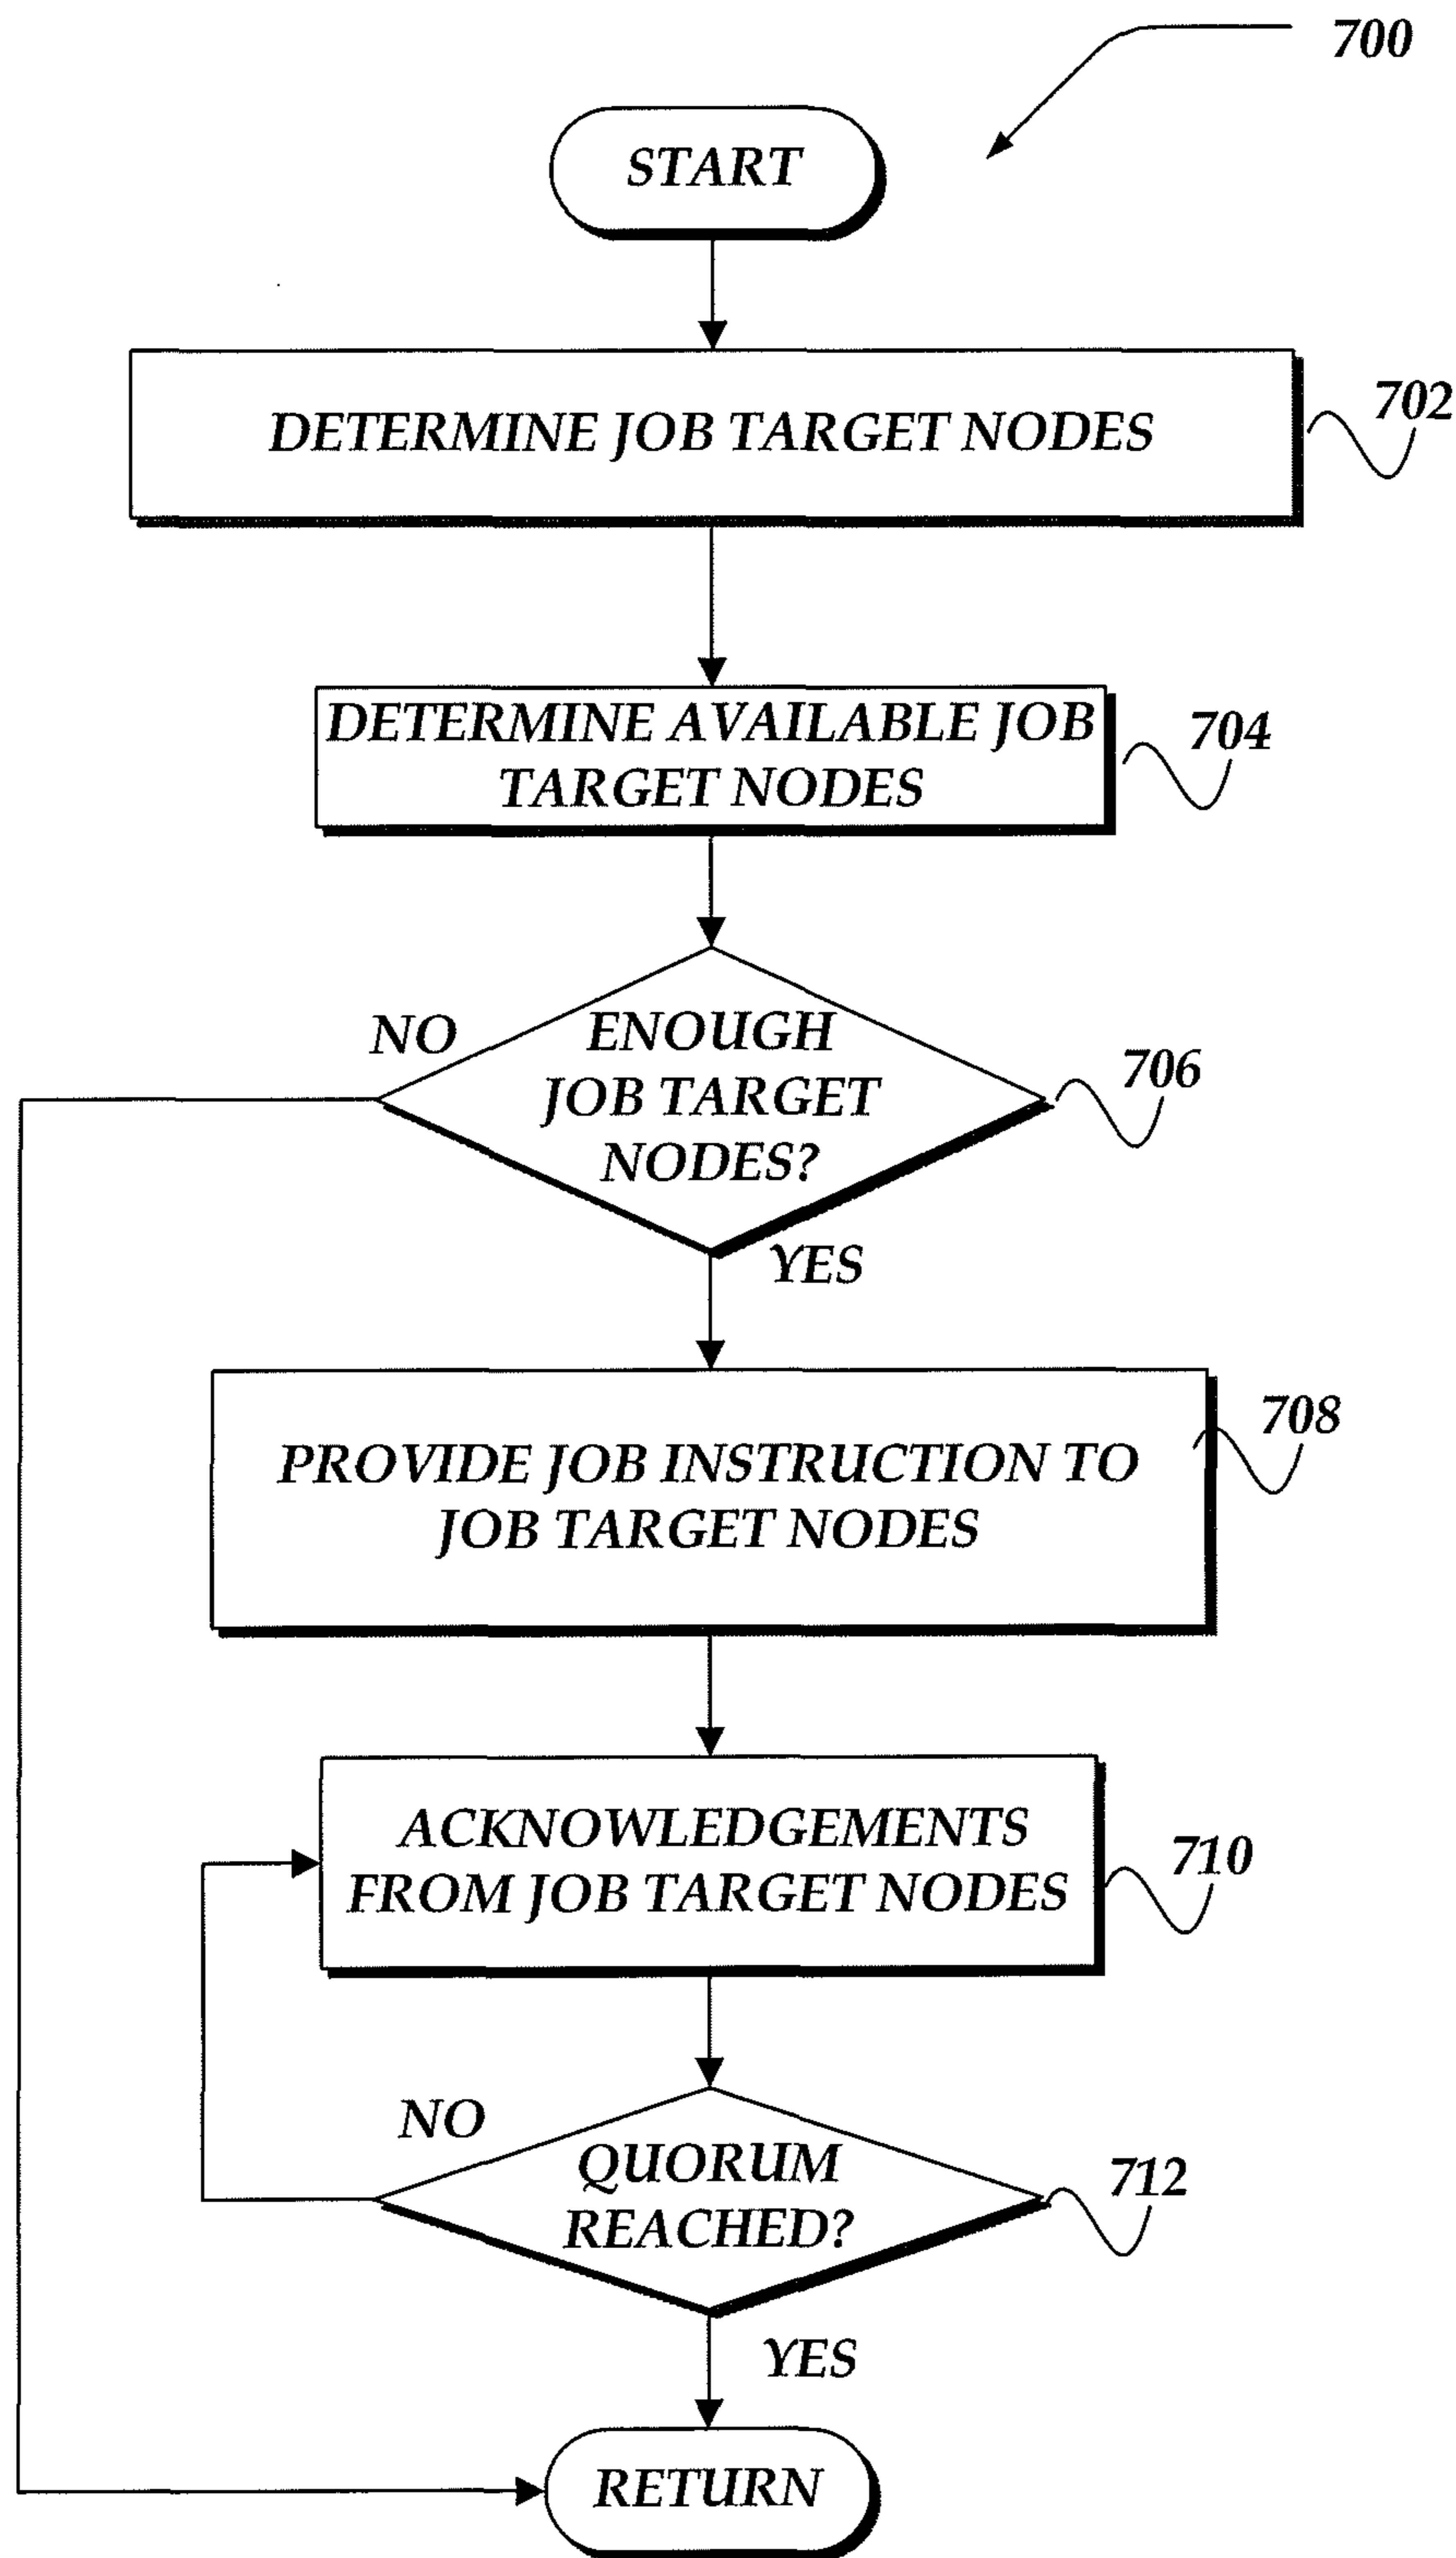 700
START
DETERMINE JOB TARGET NODES
702
DETERMINE AVAILABLE JOB
TARGET NODES
704
NO
ENOUGH
JOB TARGET
NODES?
706
YES
PROVIDE JOB INSTRUCTION TO
JOB TARGET NODES
708
ACKNOWLEDGEMENTS
FROM JOB TARGET NODES
710
NO
QUORUM
REACHED?
712
YES
RETURN